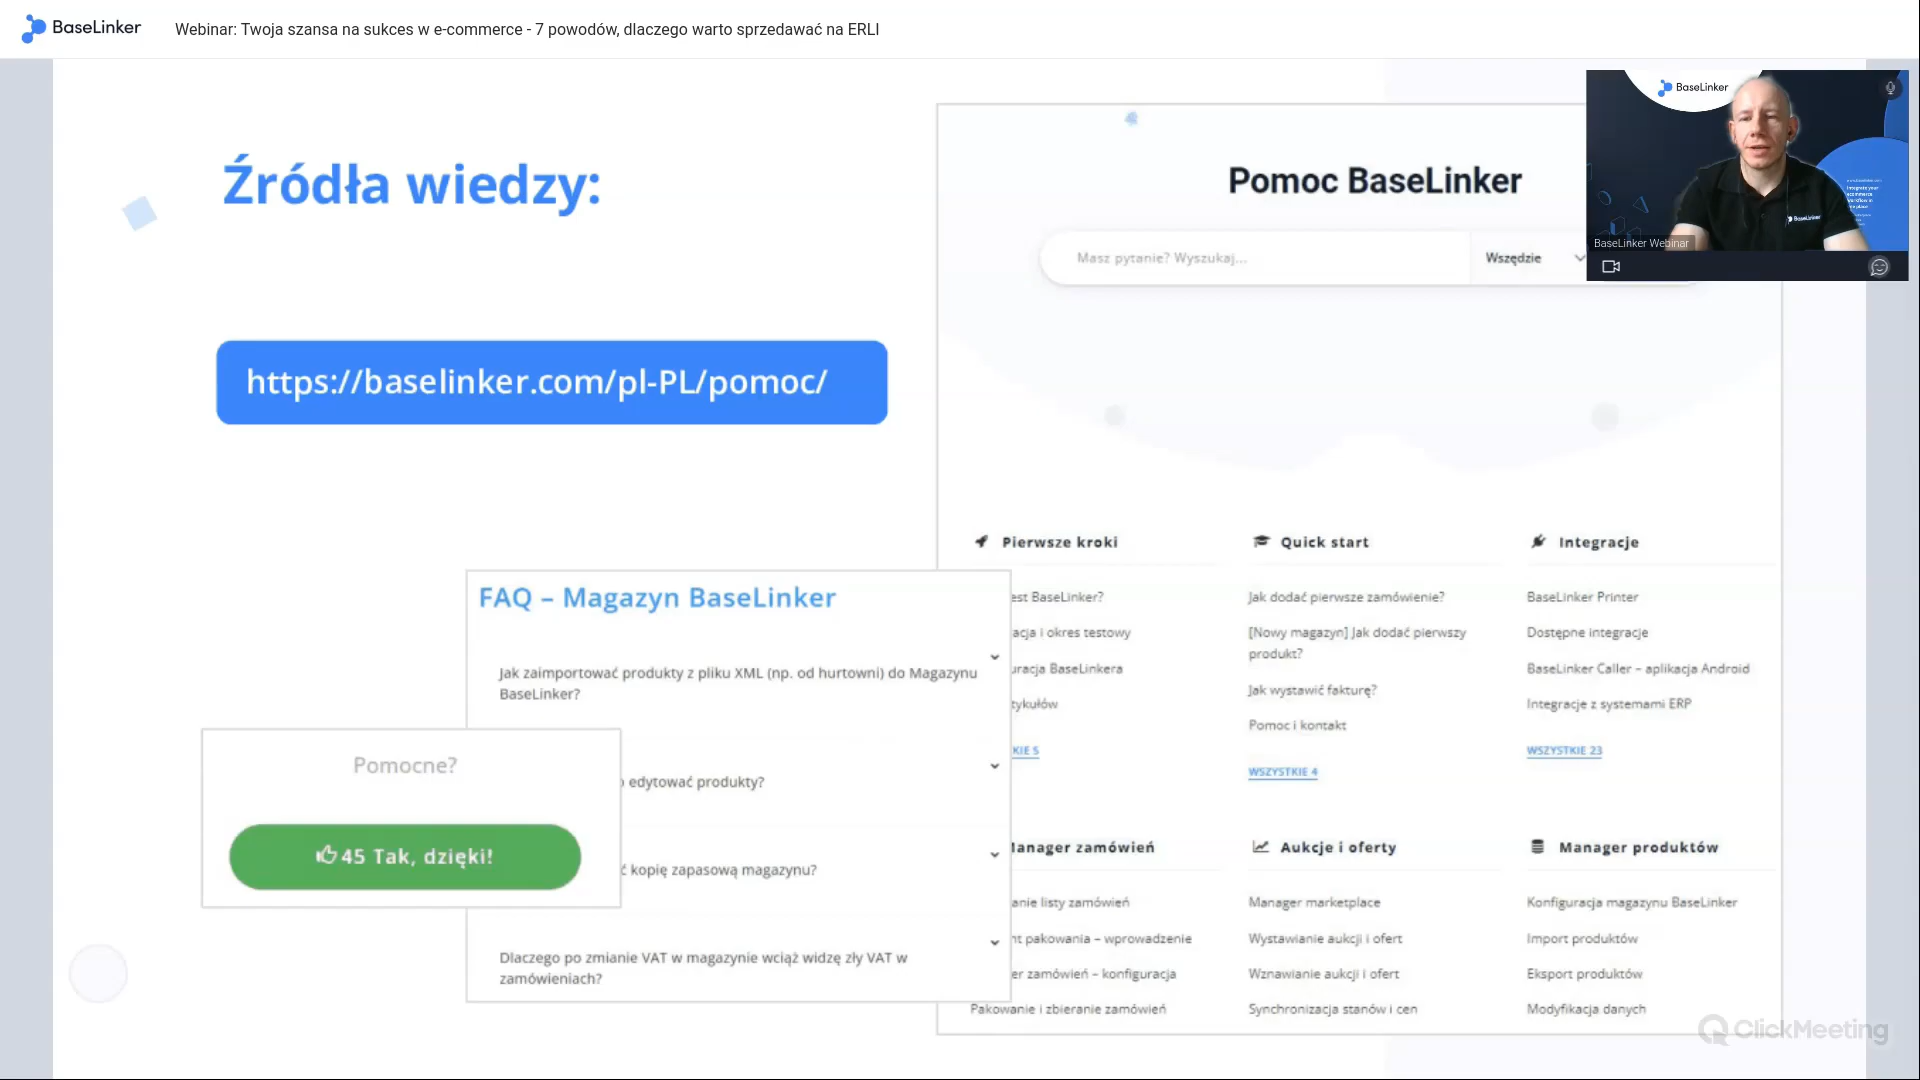 BaseLinker
Webinar: Twoja szansa na sukces w e-commerce - 7 powodów, dlaczego warto sprzedawać na ERLI
BaseLinker
BaseLinker
BaseLinker Webinar
Źródła wiedzy:
https://baselinker.com/pl-PL/pomoc/
Pomoc BaseLinker
Masz pytanie? Wyszukaj...
Wszędzie
Pierwsze kroki
est BaseLinker?
acja i okres testowy
uracja BaseLinkera
tykułów
KIE 5
Quick start
Jak dodać pierwsze zamówienie?
[Nowy magazyn] Jak dodać pierwszy
produkt?
Jak wystawić fakturę?
Pomoc i kontakt
WSZYSTKIE 4
Integracje
BaseLinker Printer
Dostępne integracje
BaseLinker Caller – aplikacja Android
Integracje z systemami ERP
WSZYSTKIE 23
FAQ – Magazyn BaseLinker
Jak zaimportować produkty z pliku XML (np. od hurtowni) do Magazynu
BaseLinker?
edytować produkty?
ć kopię zapasową magazynu?
Dlaczego po zmianie VAT w magazynie wciąż widzę zły VAT w
zamówieniach?
Pomocne?
45 Tak, dzięki!
Manager zamówień
anie listy zamówień
nt pakowania – wprowadzenie
er zamówień – konfiguracja
Pakowanie i zbieranie zamówień
Aukcje i oferty
Manager marketplace
Wystawianie aukcji i ofert
Wznawianie aukcji i ofert
Synchronizacja stanów i cen
Manager produktów
Konfiguracja magazynu BaseLinker
Import produktów
Eksport produktów
Modyfikacja danych
ClickMeeting